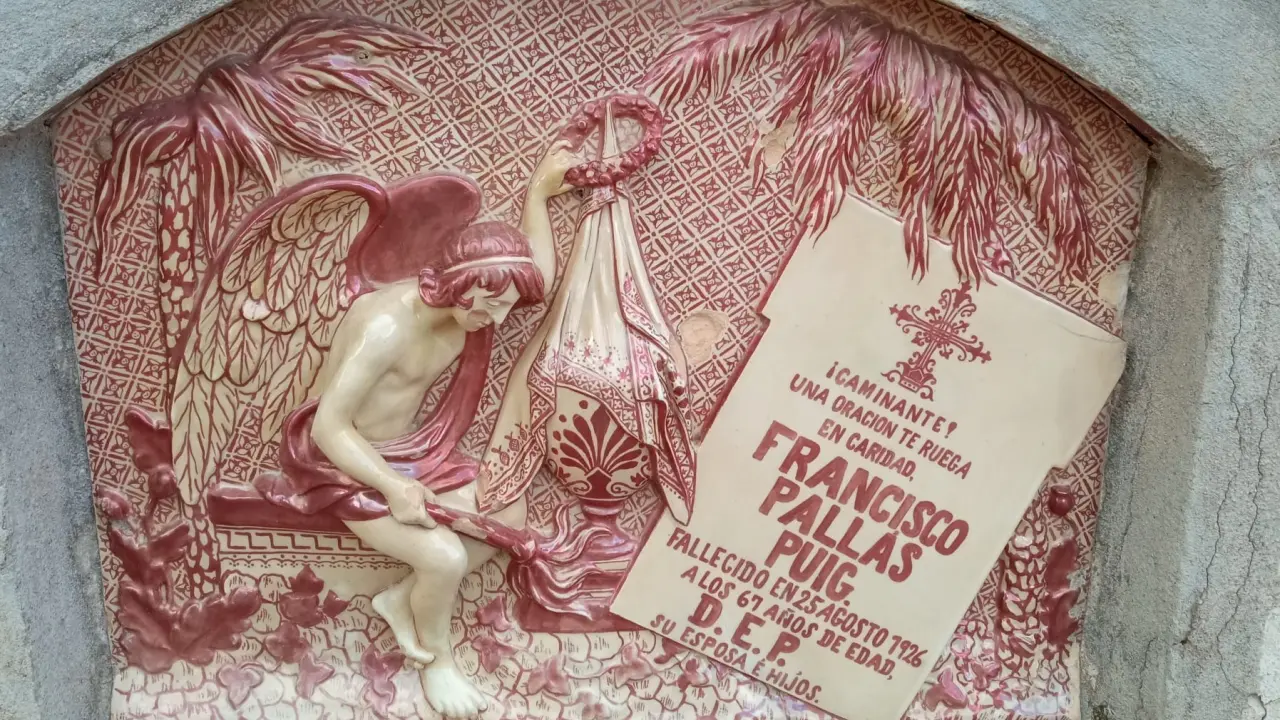 ¡CAMINANTE!
UNA ORACION TE RUEGA
EN CARIDAD,
FRANCISCO
PALLÁS
PUIG
FALLECIDO EN 25 AGOSTO 1926
A LOS 67 AÑOS DE EDAD,
D. E. P.
SU ESPOSA É HIJOS.